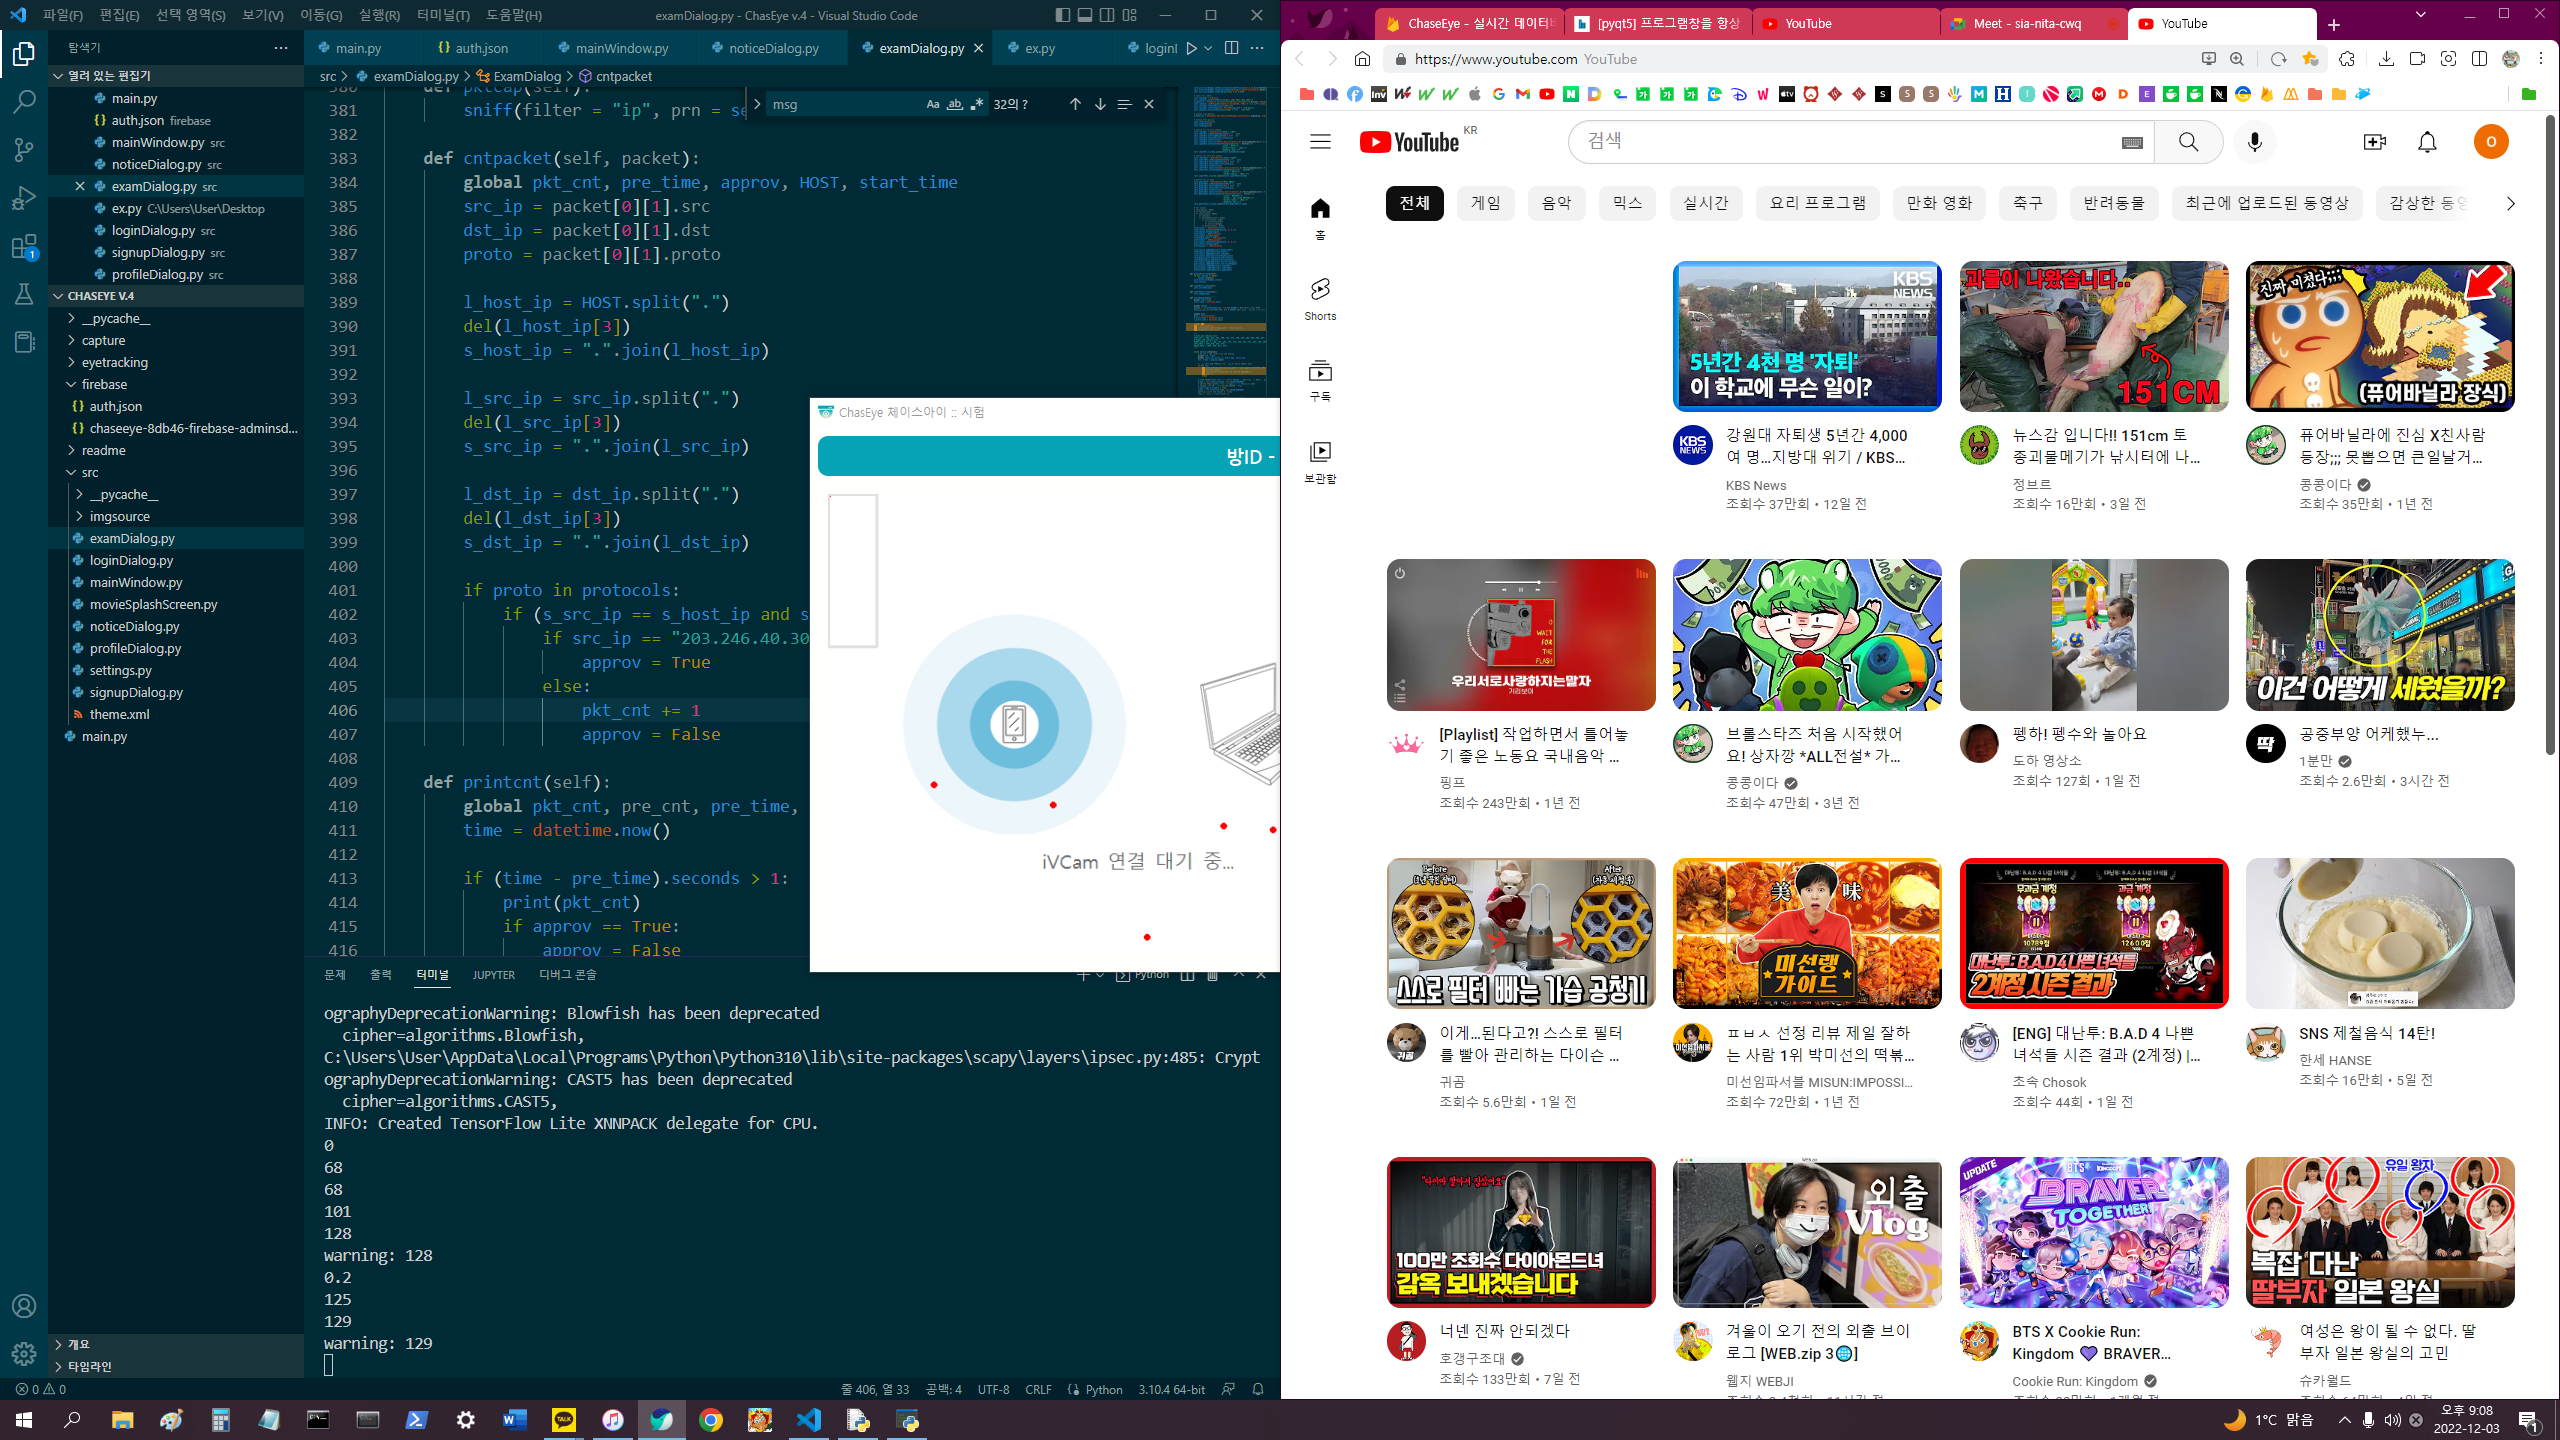 파일(F) 편집(E) 선택 영역(S) 보기(V) 이동(G) 실행(R) 터미널(T) 도움말(H)
examDialog.py - ChasEye v.4 - Visual Studio Code
탐색기
열려 있는 편집기
main.py
auth.json firebase
mainWindow.py src
noticeDialog.py src
examDialog.py src
ex.py C:\Users\User\Desktop
loginDialog.py src
signupDialog.py src
profileDialog.py src
CHASEYE V.4
__pycache__
capture
eyetracking
firebase
auth.json
chaseeye-8db46-firebase-adminsd...
readme
src
__pycache__
imgsource
examDialog.py
loginDialog.py
mainWindow.py
movieSplashScreen.py
noticeDialog.py
profileDialog.py
settings.py
signupDialog.py
theme.xml
main.py
개요
타임라인
main.py auth.json mainWindow.py noticeDialog.py examDialog.py ex.py loginI
src > examDialog.py > ExamDialog > cntpacket
msg
32의 ?
380 def pktcap(self):
381 sniff(filter = "ip", prn = se
382
383 def cntpacket(self, packet):
384 global pkt_cnt, pre_time, approv, HOST, start_time
385 src_ip = packet[0][1].src
386 dst_ip = packet[0][1].dst
387 proto = packet[0][1].proto
388
389 l_host_ip = HOST.split(".")
390 del(l_host_ip[3])
391 s_host_ip = ".".join(l_host_ip)
392
393 l_src_ip = src_ip.split(".")
394 del(l_src_ip[3])
395 s_src_ip = ".".join(l_src_ip)
396
397 l_dst_ip = dst_ip.split(".")
398 del(l_dst_ip[3])
399 s_dst_ip = ".".join(l_dst_ip)
400
401 if proto in protocols:
402 if (s_src_ip == s_host_ip and s
403 if src_ip == "203.246.40.30
404 approv = True
405 else:
406 pkt_cnt += 1
407 approv = False
408
409 def printcnt(self):
410 global pkt_cnt, pre_cnt, pre_time,
411 time = datetime.now()
412
413 if (time - pre_time).seconds > 1:
414 print(pkt_cnt)
415 if approv == True:
416 approv = False
ChasEye 체이스아이 :: 시험
방ID -
iVCam 연결 대기 중...
문제 출력 터미널 JUPYTER 디버그 콘솔
Python
ographyDeprecationWarning: Blowfish has been deprecated
cipher=algorithms.Blowfish,
C:\Users\User\AppData\Local\Programs\Python\Python310\lib\site-packages\scapy\layers\ipsec.py:485: Crypt
ographyDeprecationWarning: CAST5 has been deprecated
cipher=algorithms.CAST5,
INFO: Created TensorFlow Lite XNNPACK delegate for CPU.
0
68
68
101
128
warning: 128
0.2
125
129
warning: 129
0 0
줄 406, 열 33 공백: 4 UTF-8 CRLF Python 3.10.4 64-bit
ChaseEye - 실시간 데이터
[pyqt5] 프로그램창을 항상
YouTube
Meet - sia-nita-cwq
YouTube
https://www.youtube.com YouTube
YouTube KR
검색
전체 게임 음악 믹스 실시간 요리 프로그램 만화 영화 축구 반려동물 최근에 업로드된 동영상 감상한 동영
홈
Shorts
구독
보관함
KBS NEWS
5년간 4천 명 '자퇴'
이 학교에 무슨 일이?
강원대 자퇴생 5년간 4,000
여 명...지방대 위기 / KBS...
KBS News
조회수 37만회 • 12일 전
괴물이 나왔습니다..
151CM
뉴스감 입니다!! 151cm 토
종괴물메기가 낚시터에 나...
정브르
조회수 16만회 • 3일 전
진짜 미쳤다;;;
(퓨어바닐라 장식)
퓨어바닐라에 진심 X친사람
등장;;; 못뽑으면 큰일날거...
콩콩이다
조회수 35만회 • 1년 전
WAIT FOR THE FLASH
우리서로사랑하지는말자
가리보이
[Playlist] 작업하면서 틀어놓
기 좋은 노동요 국내음악 ...
핑프
조회수 243만회 • 1년 전
브롤스타즈 처음 시작했어
요! 상자깡 *ALL전설* 가...
콩콩이다
조회수 47만회 • 3년 전
펭하! 펭수와 놀아요
도하 영상소
조회수 127회 • 1일 전
이건 어떻게 세웠을까?
딱
공중부양 어케했누...
1분만
조회수 2.6만회 • 3시간 전
Before
After
스스로 필터 빠는 가습 공청기
귀곰
이게...된다고?! 스스로 필터
를 빨아 관리하는 다이슨 ...
귀곰
조회수 5.6만회 • 1일 전
美 味
미선랭
가이드
ㅍㅂㅅ 선정 리뷰 제일 잘하
는 사람 1위 박미선의 떡볶...
미선임파서블 MISUN:IMPOSSI...
조회수 72만회 • 1년 전
무과금 계정
과금 계정
대난투: B.A.D 4 나쁜 녀석들
2계정 시즌 결과
[ENG] 대난투: B.A.D 4 나쁜
녀석들 시즌 결과 (2계정) |...
초속 Chosok
조회수 44회 • 1일 전
SNS 제철음식 14탄!
한세 HANSE
조회수 16만회 • 5일 전
100만 조회수 다이아몬드녀
감옥 보내겠습니다
너넨 진짜 안되겠다
호갱구조대
조회수 133만회 • 7일 전
외출
Vlog
겨울이 오기 전의 외출 브이
로그 [WEB.zip 3🌐]
웹지 WEBJI
UPDATE
BTS KINGDOM
BRAVER
TOGETHER!
BTS X Cookie Run:
Kingdom 💜 BRAVER...
Cookie Run: Kingdom
유일 왕자
복잡 다난
딸부자 일본 왕실
여성은 왕이 될 수 없다. 딸
부자 일본 왕실의 고민
슈카월드
1°C 맑음
오후 9:08
2022-12-03